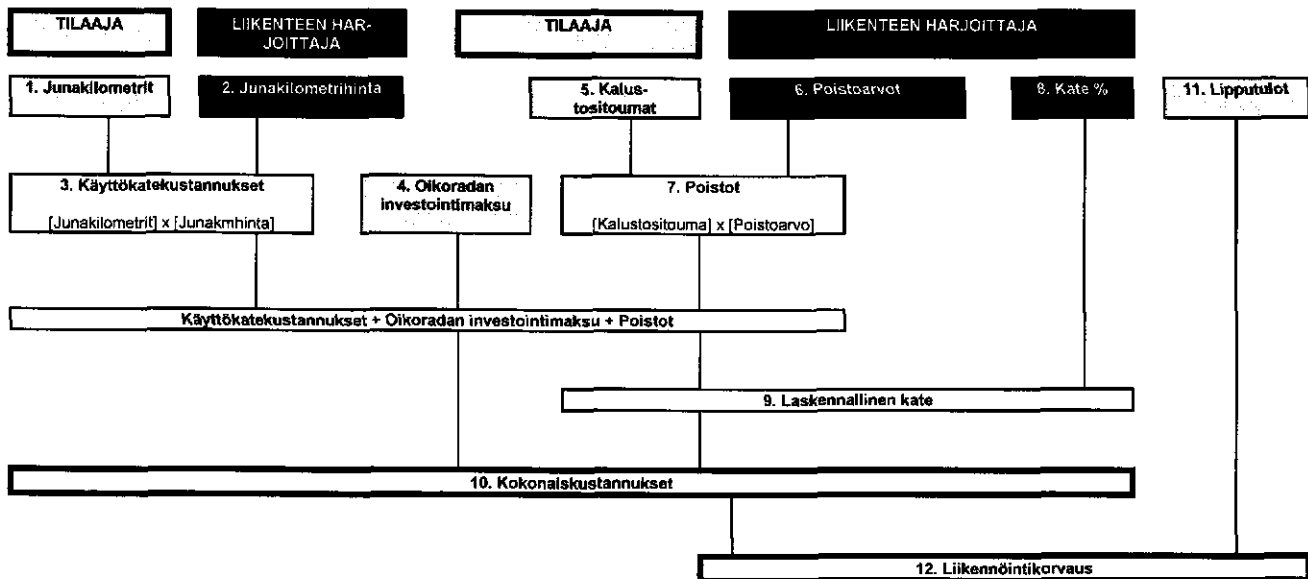 TILAAJA
LIIKENTEEN HAR-
JOITTAJA
TILAAJA
LIIKENTEEN HARJOITTAJA
1. Junakilometrit
2. Junakilometrihinta
5. Kalus-
tositoumat
6. Poistoarvot
8. Kate %
11. Lipputulot
3. Käyttökatekustannukset
[Junakilometrit] x [Junakmhinta]
4. Oikoradan
investointimaksu
7. Poistot
[Kalustositouma] x [Poistoarvo]
Käyttökatekustannukset + Oikoradan investointimaksu + Poistot
9. Laskennallinen kate
10. Kokonaiskustannukset
12. Liikennöintikorvaus